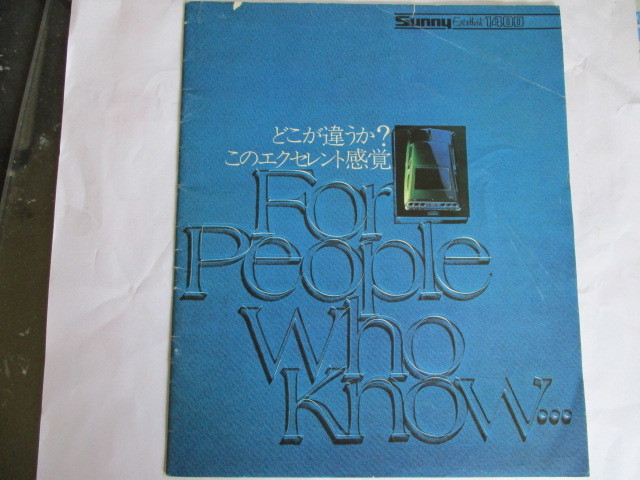 Sunny Excellent 1400
どこが違うか?
このエクセレント感覚
For
People
Who
Know...